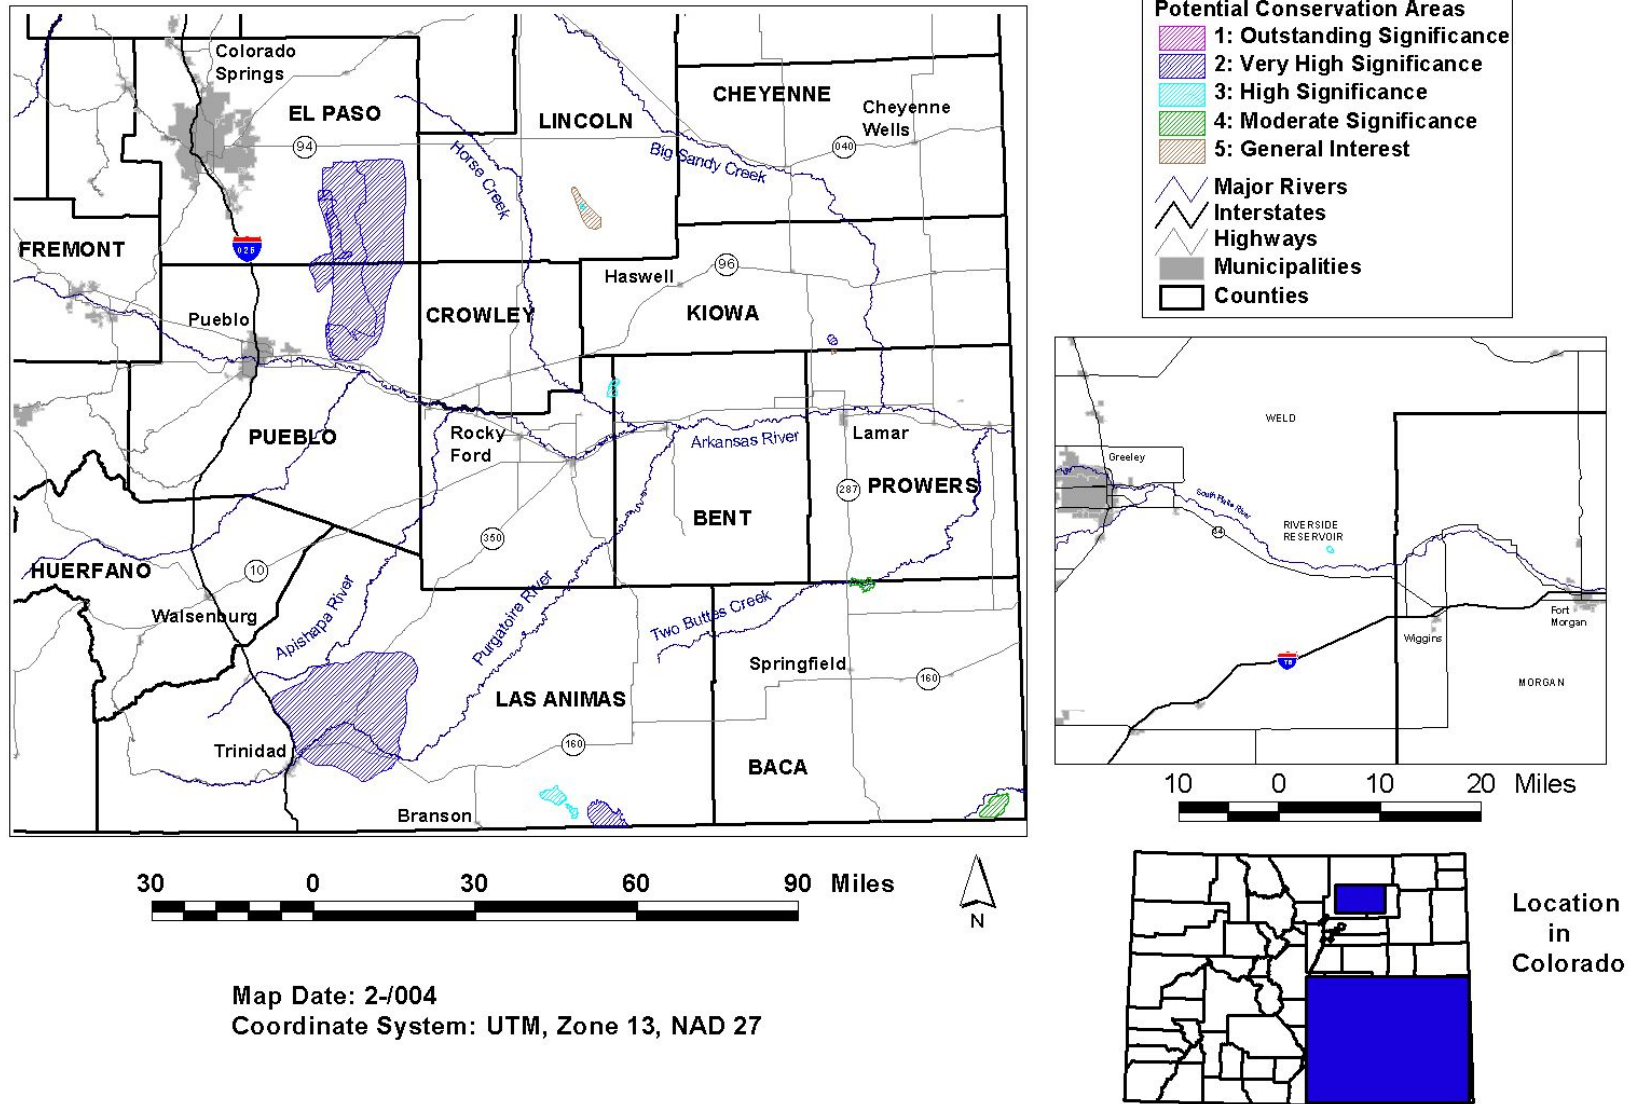 Potential Conservation Areas
1: Outstanding Significance
2: Very High Significance
3: High Significance
4: Moderate Significance
5: General Interest
Major Rivers
Interstates
Highways
Municipalities
Counties
Colorado
Springs
EL PASO
LINCOLN
CHEYENNE
Cheyenne
Wells
94
040
Horse Creek
Big Sandy Creek
FREMONT
025
Haswell
96
Pueblo
CROWLEY
KIOWA
PUEBLO
Rocky
Ford
Arkansas River
Lamar
287
PROWERS
BENT
350
HUERFANO
10
Walsenburg
Apishapa River
Purgatoire River
Two Buttes Creek
Springfield
160
LAS ANIMAS
Trinidad
160
BACA
Branson
30 0 30 60 90 Miles
N
Map Date: 2-/004
Coordinate System: UTM, Zone 13, NAD 27
WELD
Greeley
South Platte River
34
RIVERSIDE
RESERVOIR
Fort
Morgan
Wiggins
76
MORGAN
10 0 10 20 Miles
Location
in
Colorado